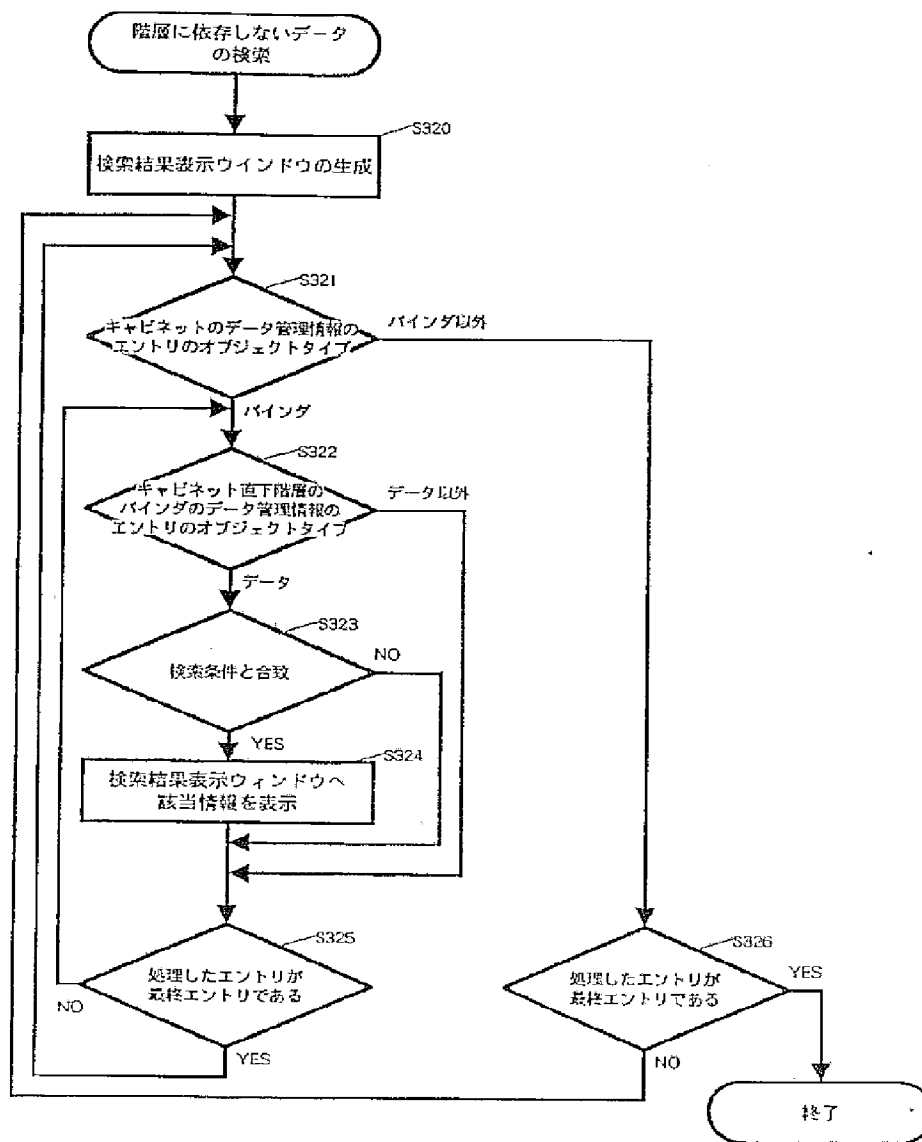 階層に依存しないデータ
の検索
S320
検索結果表示ウインドウの生成
S321
キャビネットのデータ管理情報の
エントリのオブジェクトタイプ
バインダ以外
バインダ
S322
キャビネット直下階層の
バインダのデータ管理情報の
エントリのオブジェクトタイプ
データ以外
データ
S323
検索条件と合致
NO
YES
S324
検索結果表示ウィンドウへ
該当情報を表示
S325
処理したエントリが
最終エントリである
NO
YES
S326
処理したエントリが
最終エントリである
YES
NO
終了